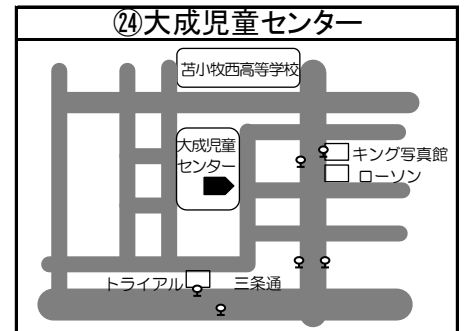 ㉔大成児童センター
苫小牧西高等学校
大成児童
センター
キング写真館
ローソン
トライアル
三条通